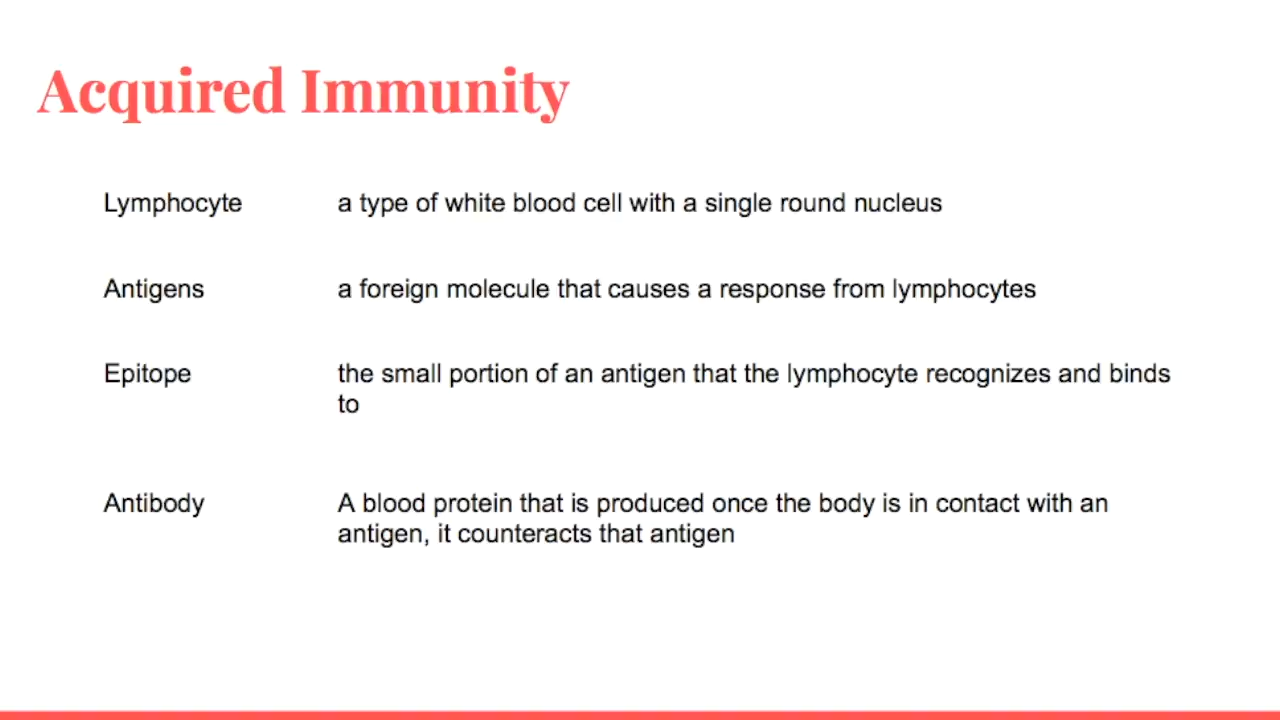 Acquired Immunity
Lymphocyte a type of white blood cell with a single round nucleus
Antigens a foreign molecule that causes a response from lymphocytes
Epitope the small portion of an antigen that the lymphocyte recognizes and binds
to
Antibody A blood protein that is produced once the body is in contact with an
antigen, it counteracts that antigen